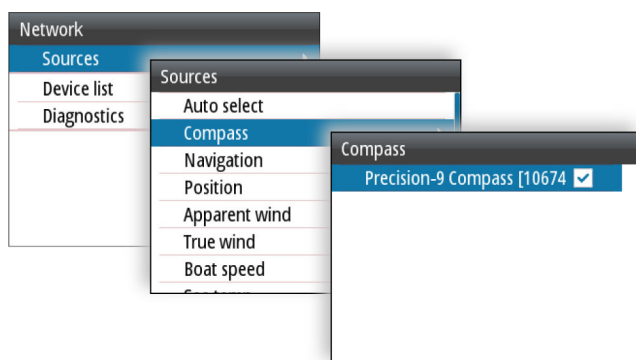 Network
Sources
Device list
Diagnostics
Sources
Auto select
Compass
Navigation
Position
Apparent wind
True wind
Boat speed
Compass
Precision-9 Compass [10674